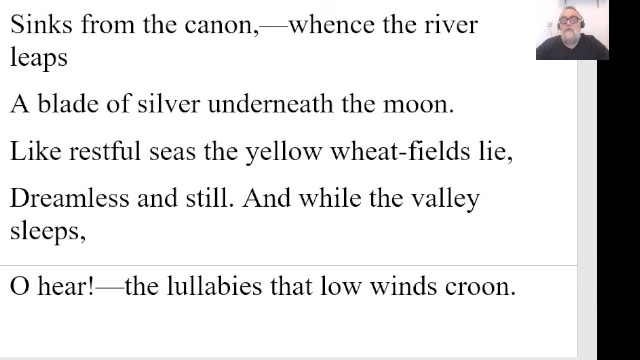 Sinks from the canon,—whence the river
leaps
A blade of silver underneath the moon.
Like restful seas the yellow wheat-fields lie,
Dreamless and still. And while the valley
sleeps,
O hear!—the lullabies that low winds croon.